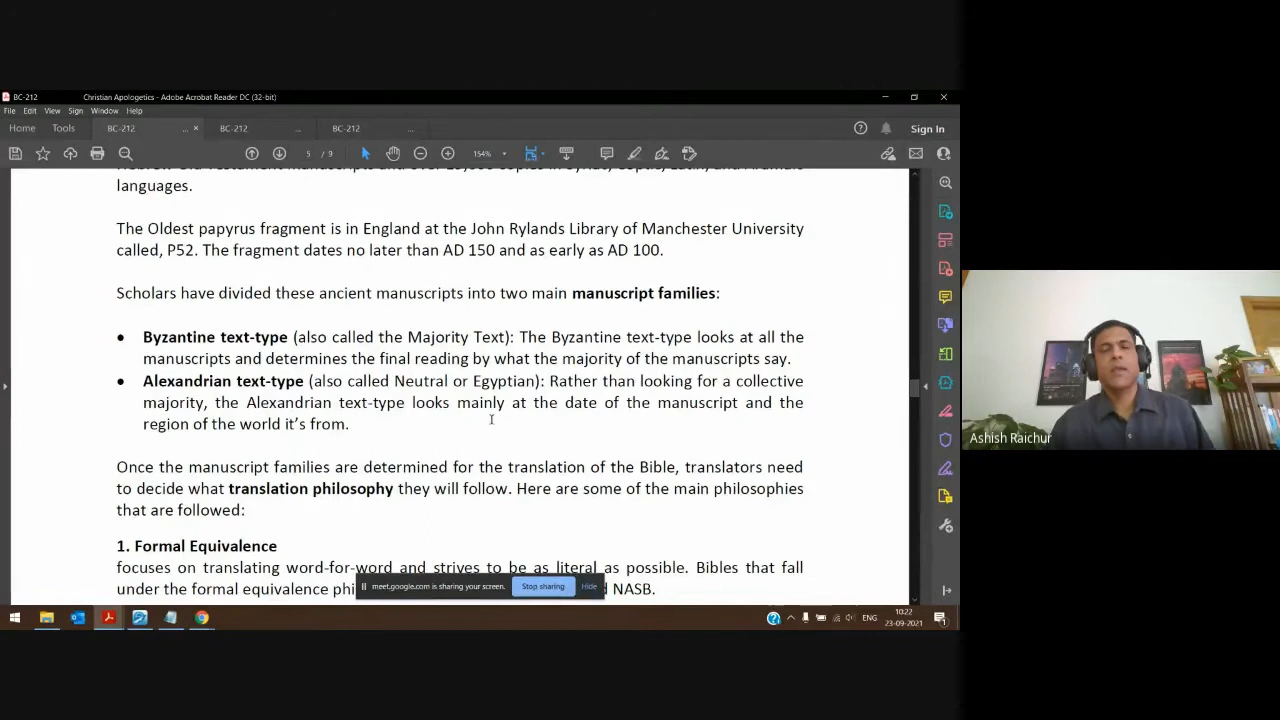 BC-212 Christian Apologetics - Adobe Acrobat Reader DC (32-bit)
File Edit View Sign Window Help
Home Tools BC-212 ... × BC-212 ... BC-212 ... Sign In
5 / 9 154%
languages.
The Oldest papyrus fragment is in England at the John Rylands Library of Manchester University
called, P52. The fragment dates no later than AD 150 and as early as AD 100.
Scholars have divided these ancient manuscripts into two main manuscript families:
• Byzantine text-type (also called the Majority Text): The Byzantine text-type looks at all the
manuscripts and determines the final reading by what the majority of the manuscripts say.
• Alexandrian text-type (also called Neutral or Egyptian): Rather than looking for a collective
majority, the Alexandrian text-type looks mainly at the date of the manuscript and the
region of the world it's from.
Once the manuscript families are determined for the translation of the Bible, translators need
to decide what translation philosophy they will follow. Here are some of the main philosophies
that are followed:
1. Formal Equivalence
focuses on translating word-for-word and strives to be as literal as possible. Bibles that fall
under the formal equivalence phi
NASB.
meet.google.com is sharing your screen. Stop sharing Hide
ENG
10:22
23-09-2021
Ashish Raichur